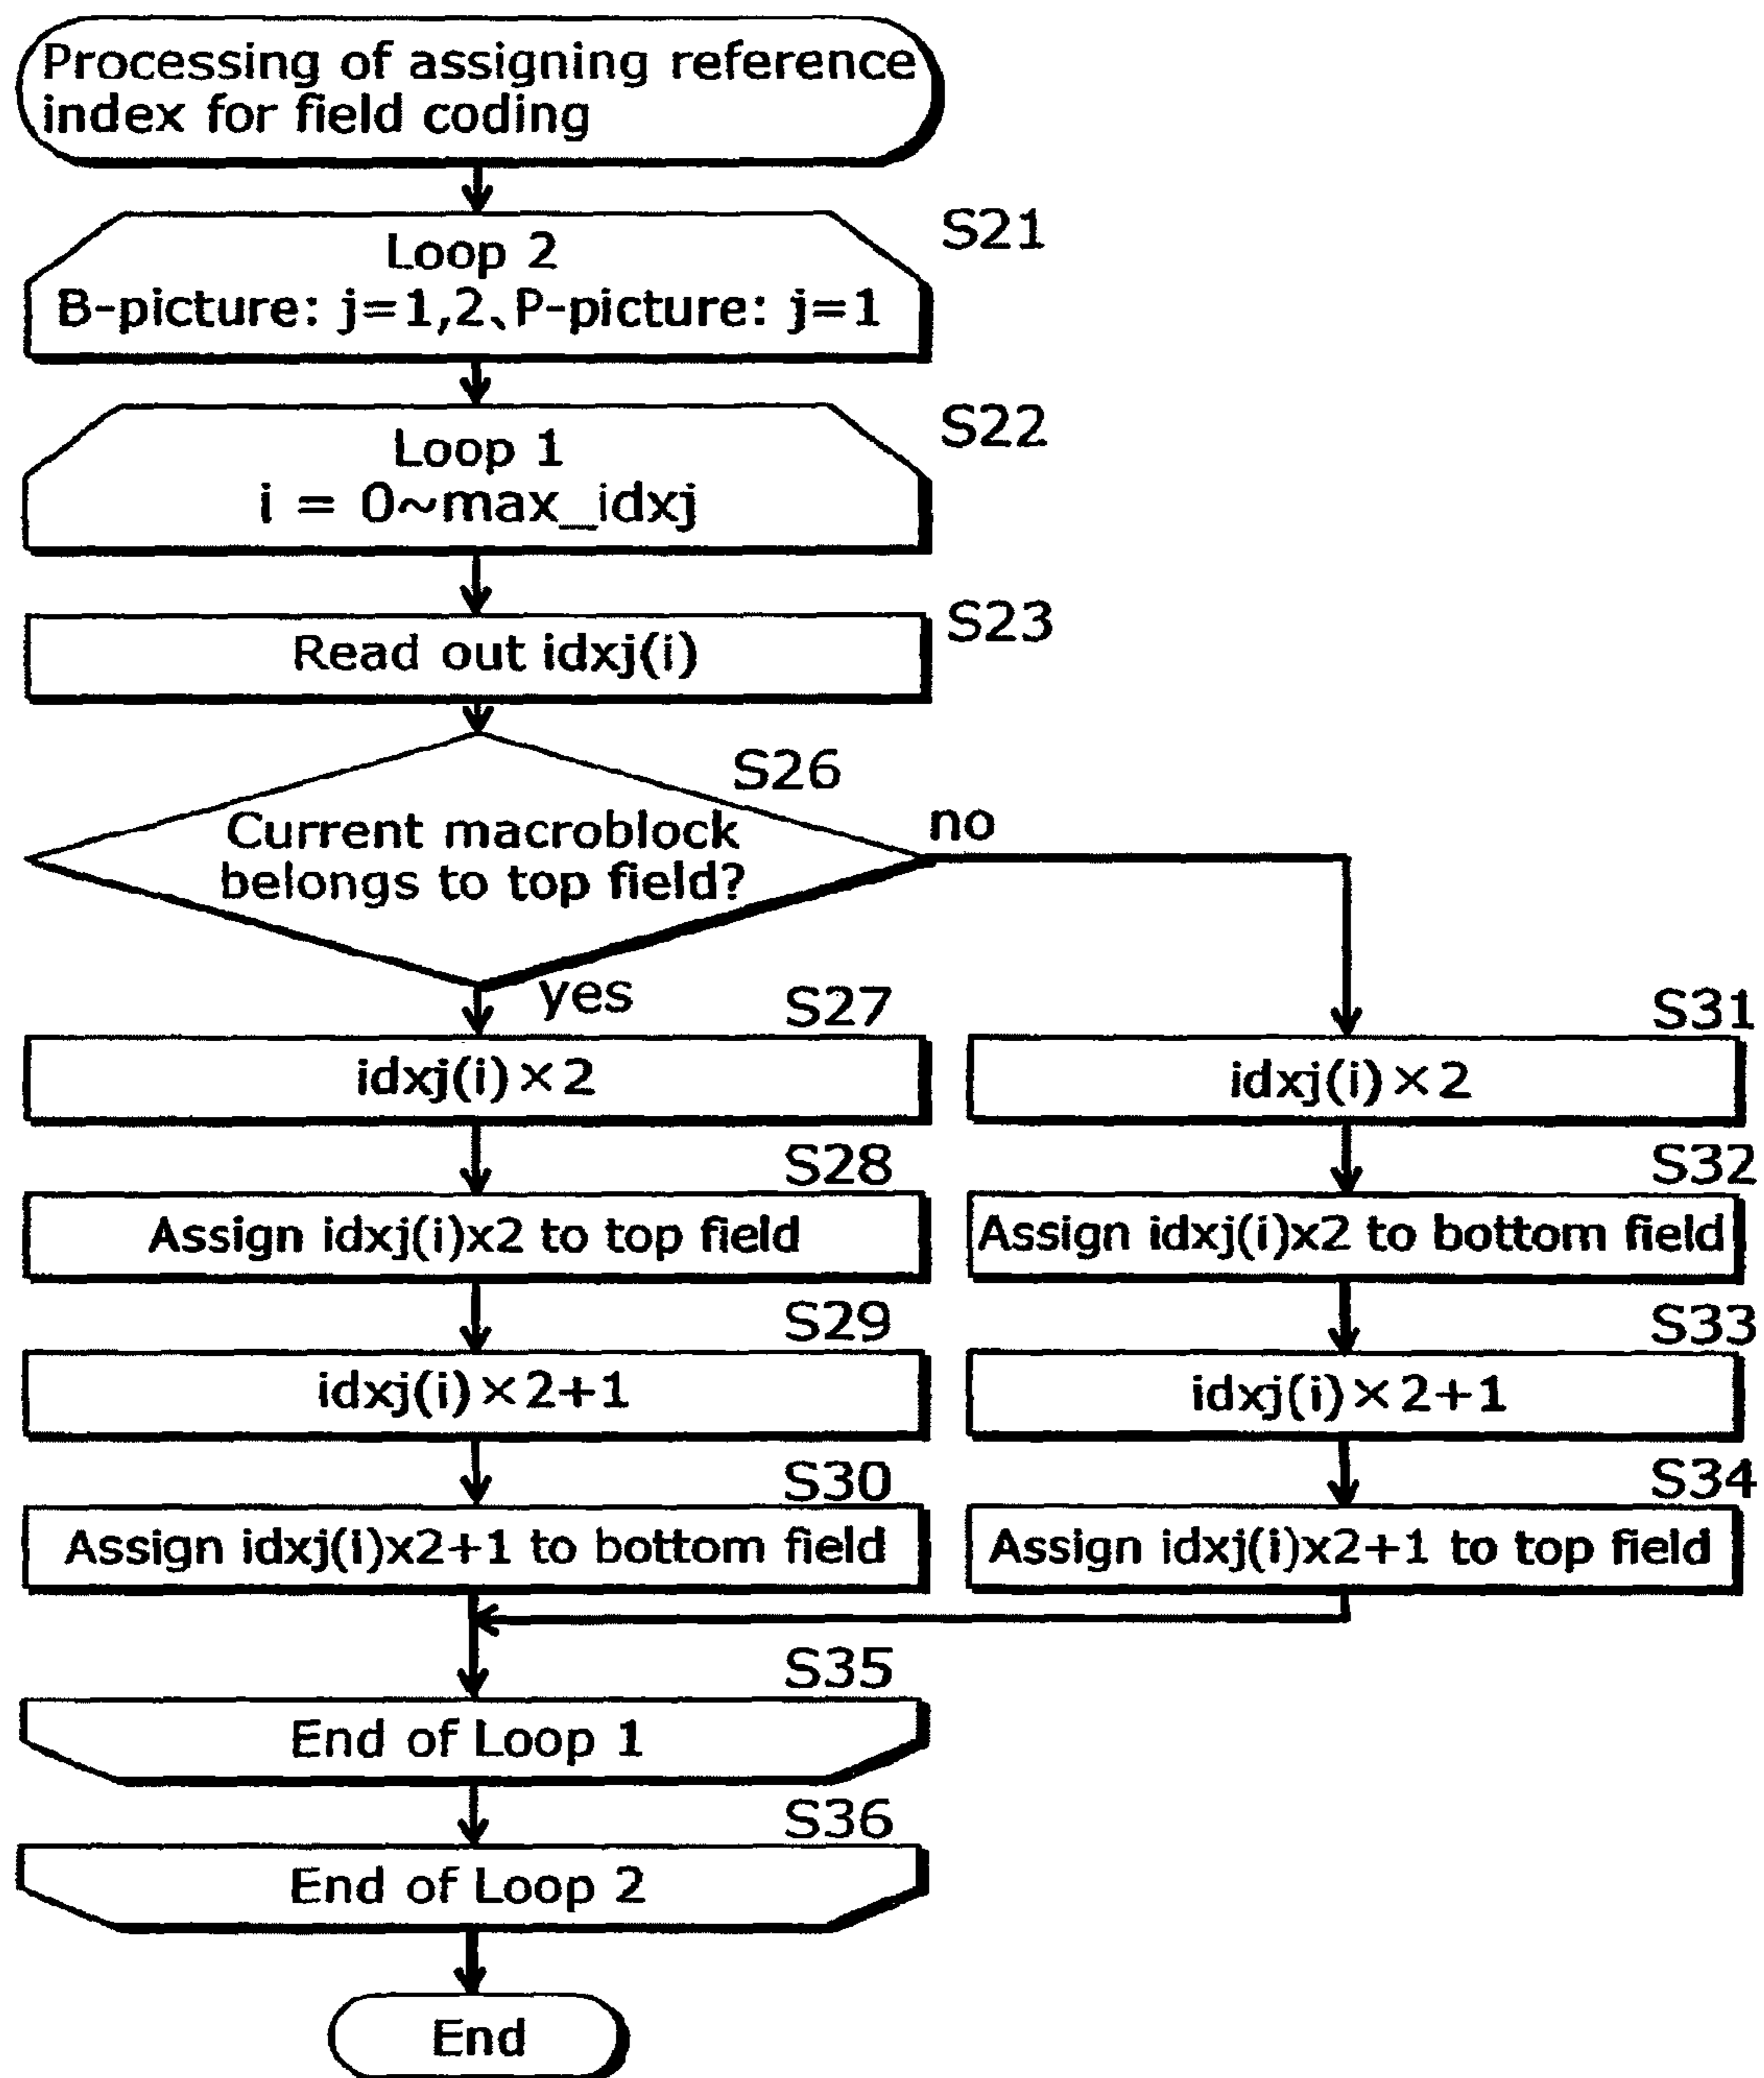 Processing of assigning reference
index for field coding
S21
Loop 2
B-picture: j=1,2、P-picture: j=1
S22
Loop 1
i = 0~max_idxj
S23
Read out idxj(i)
S26
Current macroblock
belongs to top field?
no
yes
S27
idxj(i)×2
S28
Assign idxj(i)x2 to top field
S29
idxj(i)×2+1
S30
Assign idxj(i)x2+1 to bottom field
S31
idxj(i)×2
S32
Assign idxj(i)x2 to bottom field
S33
idxj(i)×2+1
S34
Assign idxj(i)x2+1 to top field
S35
End of Loop 1
S36
End of Loop 2
End